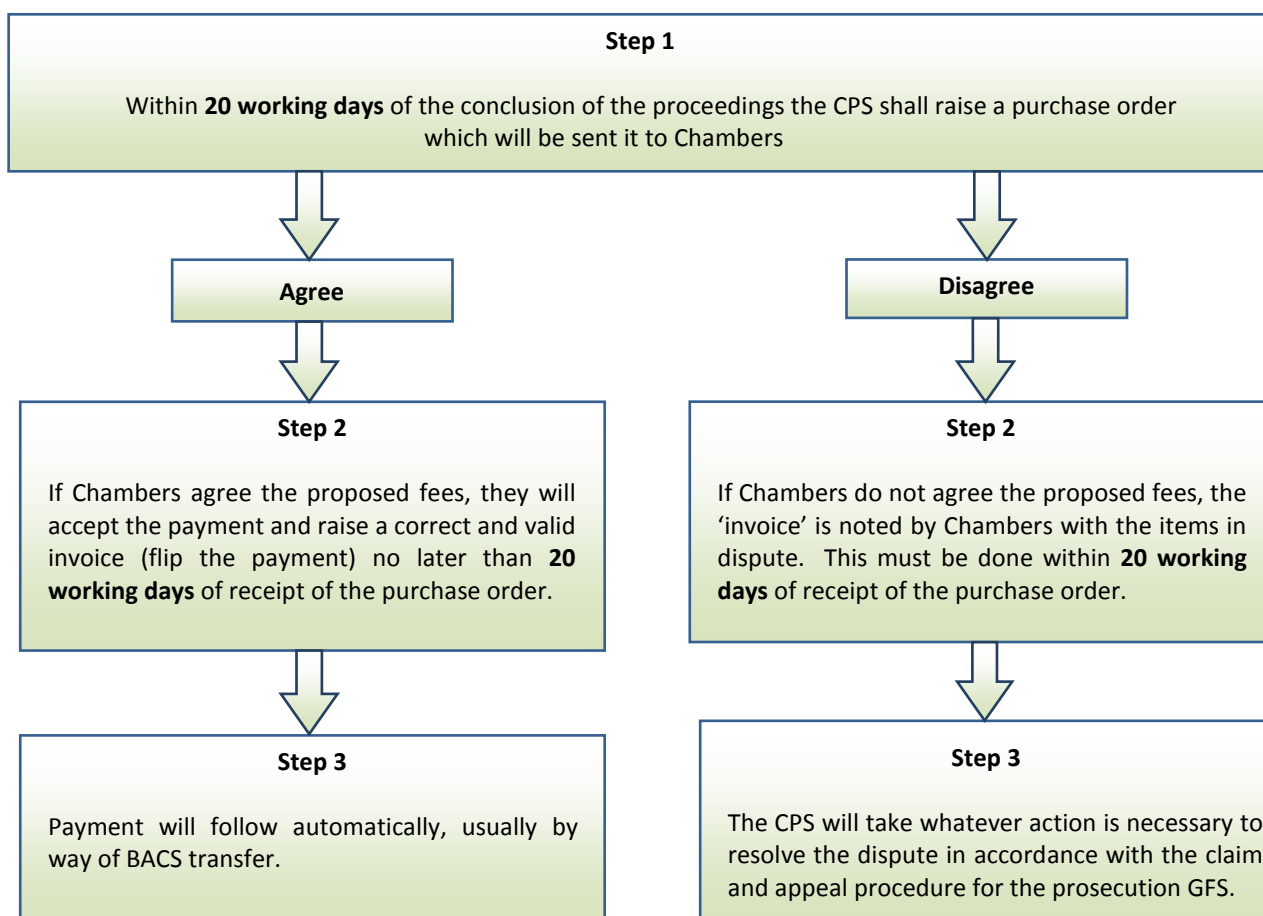 Step 1
Within 20 working days of the conclusion of the proceedings the CPS shall raise a purchase order
which will be sent it to Chambers
Agree
Disagree
Step 2
If Chambers agree the proposed fees, they will
accept the payment and raise a correct and valid
invoice (flip the payment) no later than 20
working days of receipt of the purchase order.
Step 2
If Chambers do not agree the proposed fees, the
‘invoice’ is noted by Chambers with the items in
dispute. This must be done within 20 working
days of receipt of the purchase order.
Step 3
Payment will follow automatically, usually by
way of BACS transfer.
Step 3
The CPS will take whatever action is necessary to
resolve the dispute in accordance with the claim
and appeal procedure for the prosecution GFS.